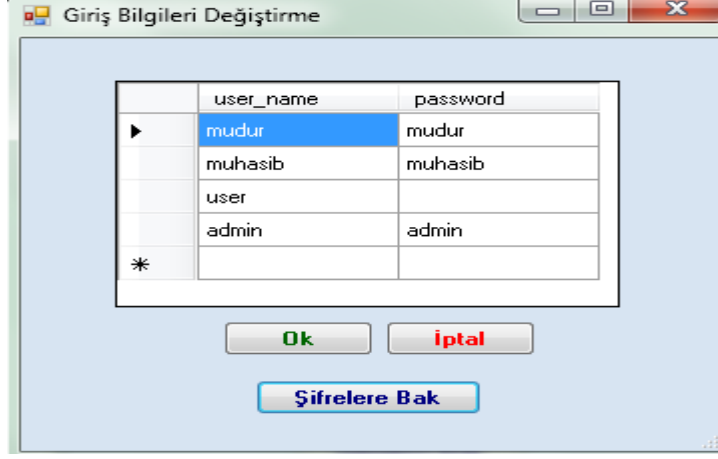 Giriş Bilgileri Değiştirme
user_name password
mudur mudur
muhasib muhasib
user
admin admin
Ok İptal
Şifrelere Bak